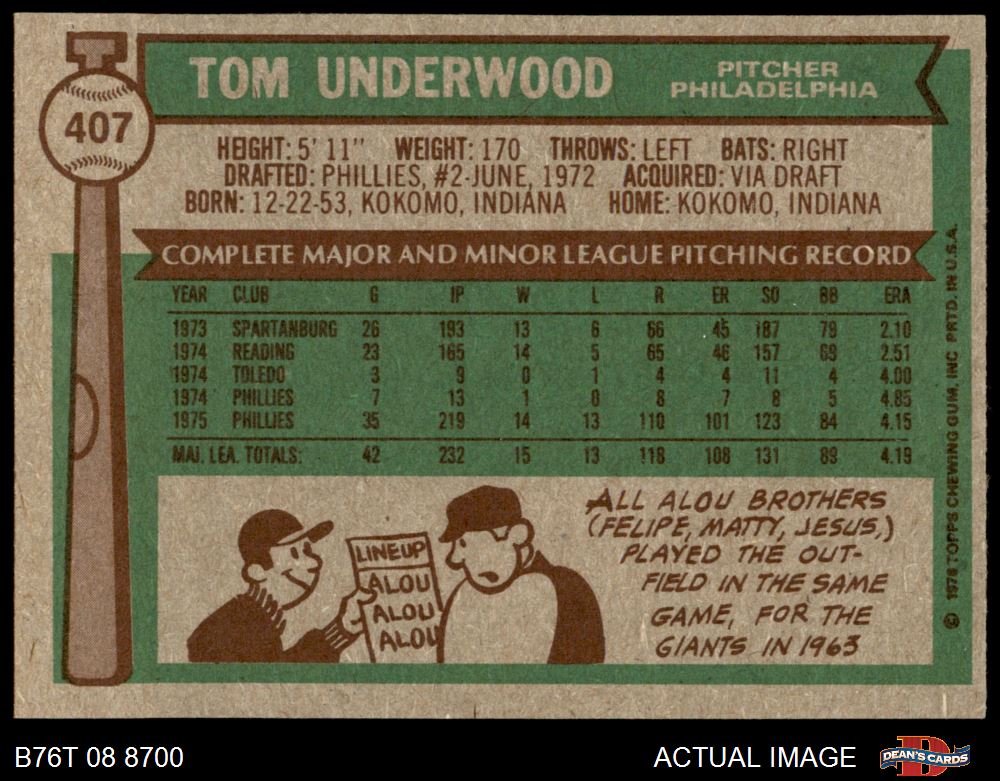 TOM UNDERWOOD
PITCHER
PHILADELPHIA
407
HEIGHT: 5' 11" WEIGHT: 170 THROWS: LEFT BATS: RIGHT
DRAFTED: PHILLIES, #2-JUNE, 1972 ACQUIRED: VIA DRAFT
BORN: 12-22-53, KOKOMO, INDIANA HOME: KOKOMO, INDIANA
COMPLETE MAJOR AND MINOR LEAGUE PITCHING RECORD
YEAR CLUB G IP W L R ER SO BB ERA
1973 SPARTANBURG 26 193 13 6 66 45 187 79 2.10
1974 READING 23 165 14 5 65 46 157 69 2.51
1974 TOLEDO 3 9 0 1 4 4 11 4 4.00
1974 PHILLIES 7 13 1 0 8 7 8 5 4.85
1975 PHILLIES 35 219 14 13 110 101 123 84 4.15
MAJ. LEA. TOTALS: 42 232 15 13 118 108 131 89 4.19
LINEUP
ALOU
ALOU
ALOU
ALL ALOU BROTHERS
(FELIPE, MATTY, JESUS,)
PLAYED THE OUT-
FIELD IN THE SAME
GAME, FOR THE
GIANTS IN 1963
© 1976 TOPPS CHEWING GUM, INC PRTD. IN U.S.A.
B76T 08 8700
ACTUAL IMAGE
DEAN'S CARDS